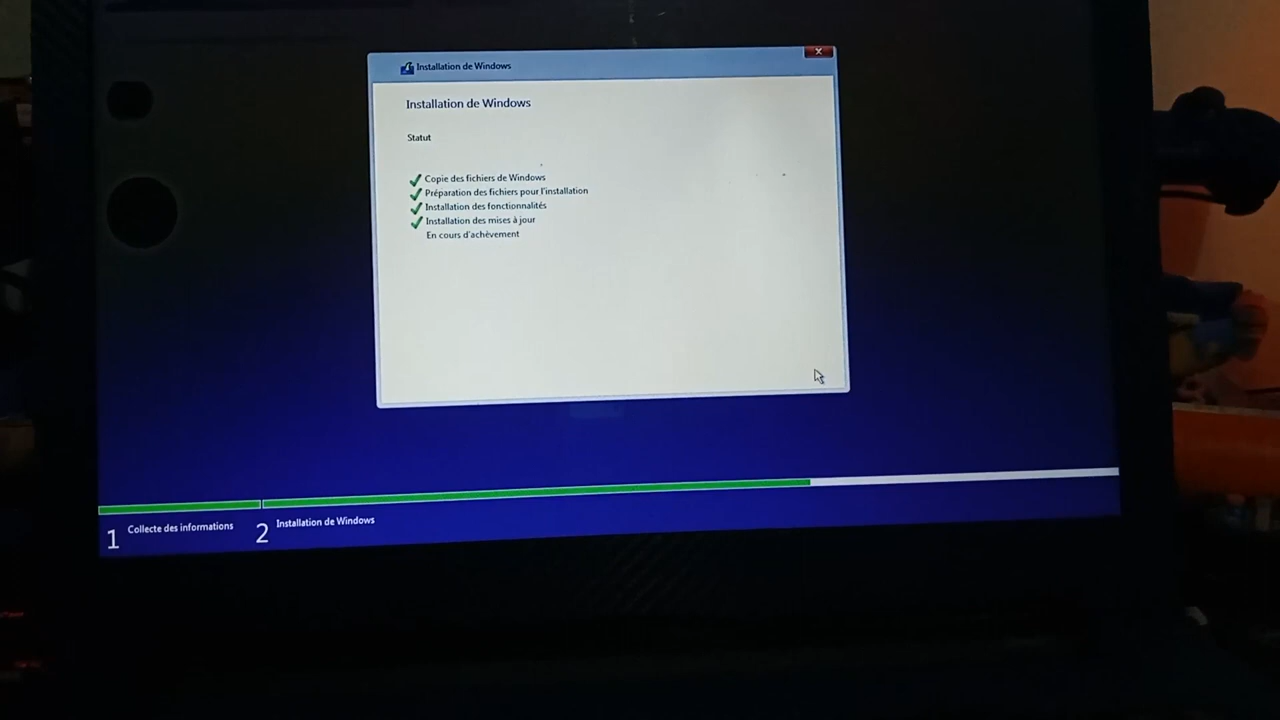 Installation de Windows
Installation de Windows
Statut
Copie des fichiers de Windows
Préparation des fichiers pour l'installation
Installation des fonctionnalités
Installation des mises à jour
En cours d'achèvement
1 Collecte des informations
2 Installation de Windows